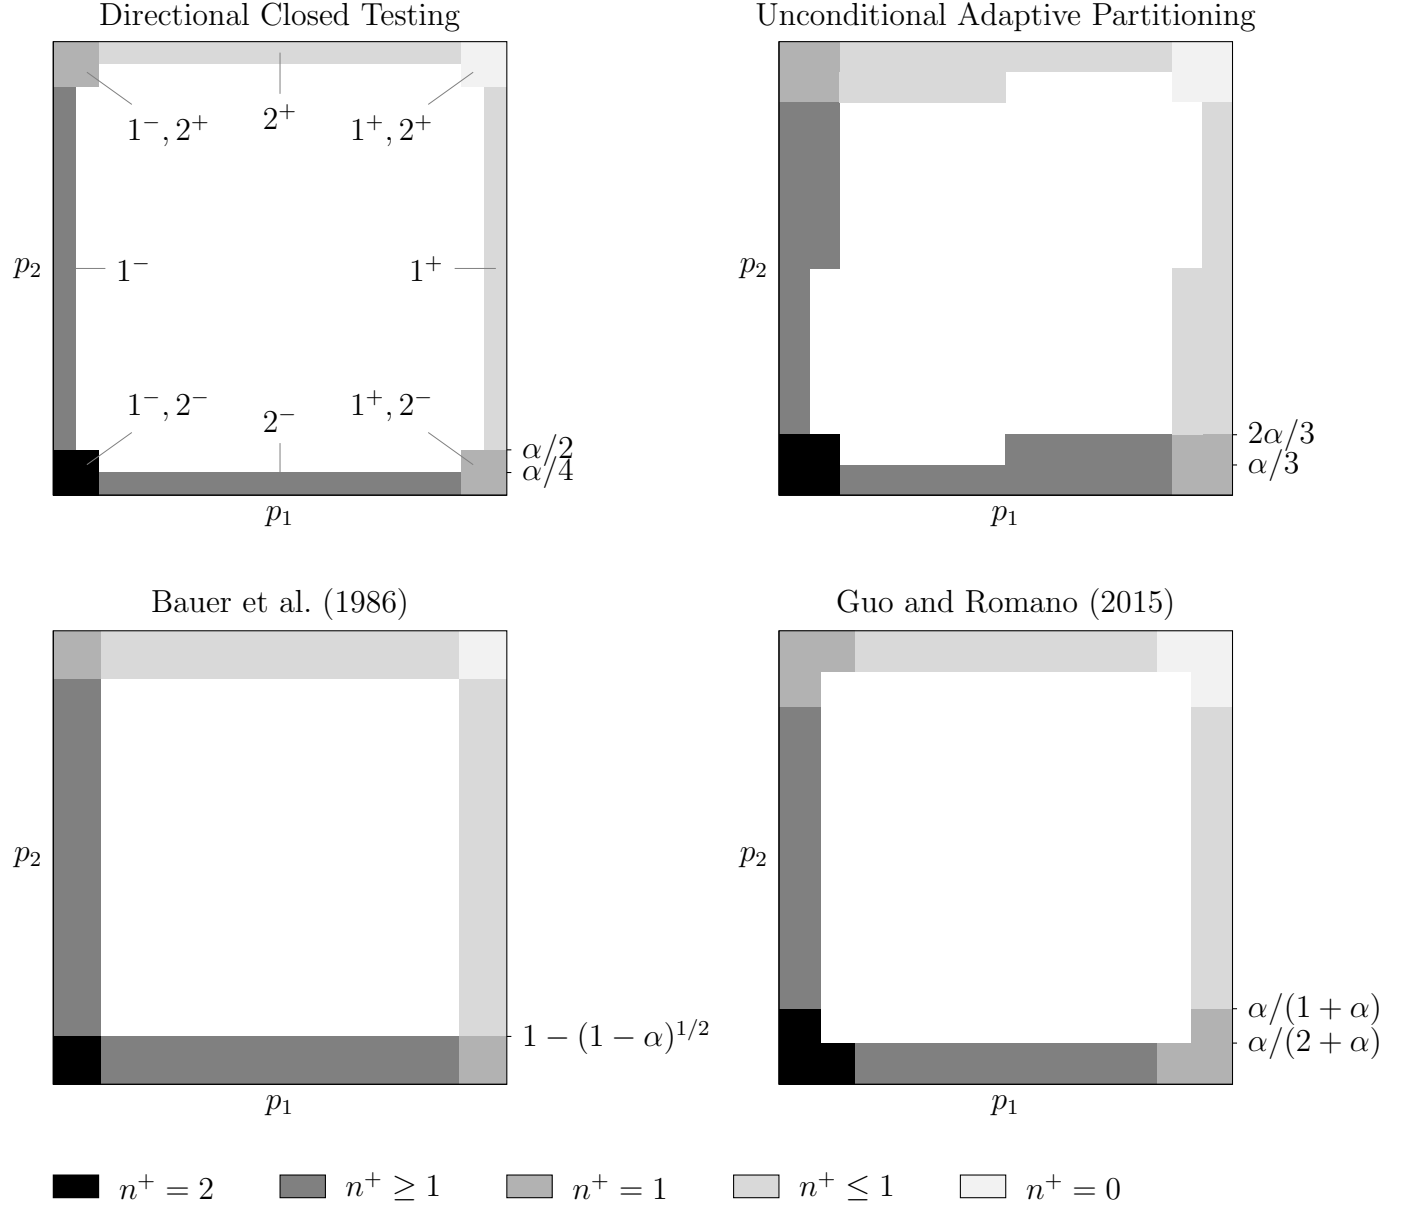 Directional Closed Testing
Unconditional Adaptive Partitioning
1⁻, 2⁺
2⁺
1⁺, 2⁺
p₂
1⁻
1⁺
p₂
1⁻, 2⁻
2⁻
1⁺, 2⁻
α/2
α/4
2α/3
α/3
p₁
p₁
Bauer et al. (1986)
Guo and Romano (2015)
p₂
p₂
1 − (1 − α)^{1/2}
α/(1 + α)
α/(2 + α)
p₁
p₁
n⁺ = 2
n⁺ ≥ 1
n⁺ = 1
n⁺ ≤ 1
n⁺ = 0